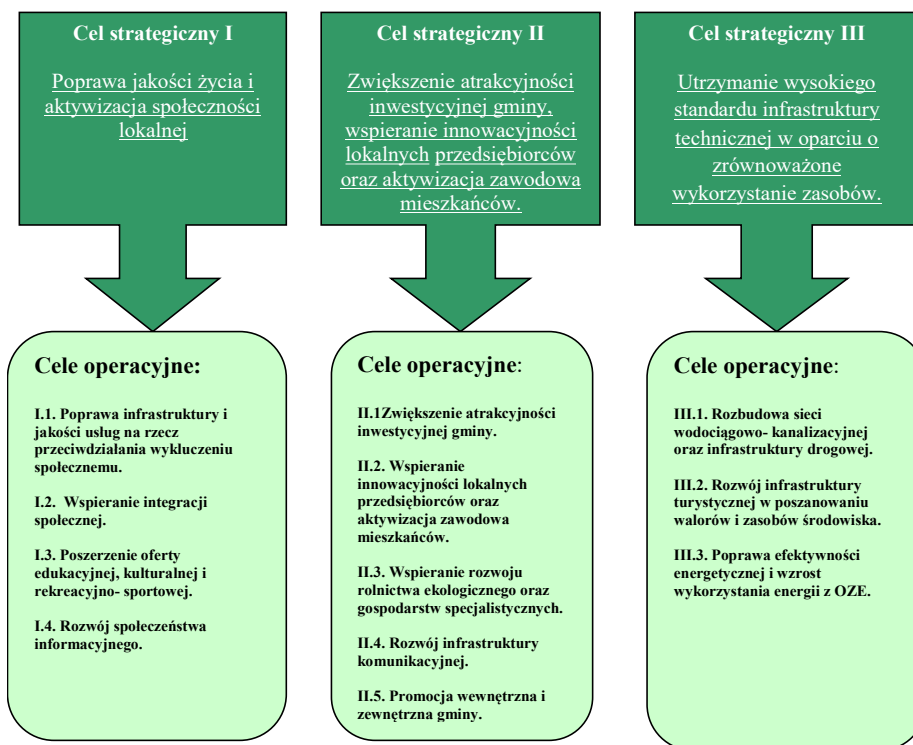 Cel strategiczny I
Poprawa jakości życia i
aktywizacja społeczności
lokalnej
Cel strategiczny II
Zwiększenie atrakcyjności
inwestycyjnej gminy,
wspieranie innowacyjności
lokalnych przedsiębiorców
oraz aktywizacja zawodowa
mieszkańców.
Cel strategiczny III
Utrzymanie wysokiego
standardu infrastruktury
technicznej w oparciu o
zrównoważone
wykorzystanie zasobów.
Cele operacyjne:
I.1. Poprawa infrastruktury i
jakości usług na rzecz
przeciwdziałania wykluczeniu
społecznemu.
I.2. Wspieranie integracji
społecznej.
I.3. Poszerzenie oferty
edukacyjnej, kulturalnej i
rekreacyjno- sportowej.
I.4. Rozwój społeczeństwa
informacyjnego.
Cele operacyjne:
II.1Zwiększenie atrakcyjności
inwestycyjnej gminy.
II.2. Wspieranie
innowacyjności lokalnych
przedsiębiorców oraz
aktywizacja zawodowa
mieszkańców.
II.3. Wspieranie rozwoju
rolnictwa ekologicznego oraz
gospodarstw specjalistycznych.
II.4. Rozwój infrastruktury
komunikacyjnej.
II.5. Promocja wewnętrzna i
zewnętrzna gminy.
Cele operacyjne:
III.1. Rozbudowa sieci
wodociągowo- kanalizacyjnej
oraz infrastruktury drogowej.
III.2. Rozwój infrastruktury
turystycznej w poszanowaniu
walorów i zasobów środowiska.
III.3. Poprawa efektywności
energetycznej i wzrost
wykorzystania energii z OZE.